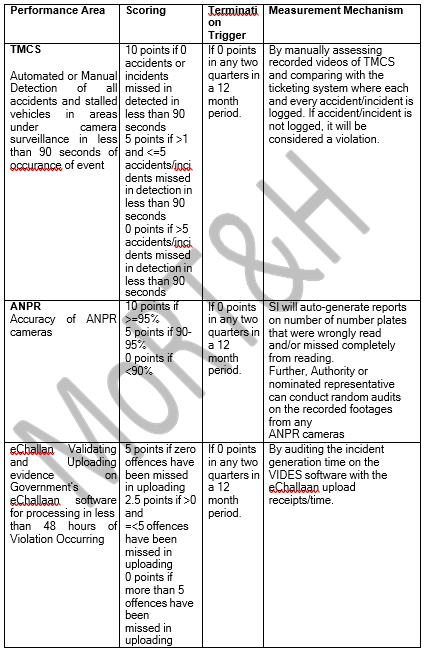 Performance Area
Scoring
Terminati
on
Trigger
Measurement Mechanism
TMCS
Automated or Manual
Detection of all
accidents and stalled
vehicles in areas
under camera
surveillance in less
than 90 seconds of
occurance of event
10 points if 0
accidents or
incidents
missed in
detected in
less than 90
seconds
5 points if >1
and <=5
accidents/inci
dents missed
in detection in
less than 90
seconds
0 points if >5
accidents/inci
dents missed
in detection in
less than 90
seconds
If 0 points
in any two
quarters in
a 12
month
period.
By manually assessing
recorded videos of TMCS
and comparing with the
ticketing system where each
and every accident/incident is
logged. If accident/incident is
not logged, it will be
considered a violation.
ANPR
Accuracy of ANPR
cameras
10 points if
>=95%
5 points if 90-
95%
0 points if
<90%
If 0 points
in any two
quarters in
a 12
month
period.
SI will auto-generate reports
on number of number plates
that were wrongly read
and/or missed completely
from reading.
Further, Authority or
nominated representative
can conduct random audits
on the recorded footages
from any
ANPR cameras
eChallan Validating
and Uploading
evidence on
Government's
eChallaan software
for processing in less
than 48 hours of
Violation Occurring
5 points if zero
offences have
been missed
in uploading
2.5 points if >0
and
=<5 offences
have been
missed in
uploading
0 points if
more than 5
offences have
been
missed in
uploading
If 0 points
in any two
quarters in
a 12
month
period.
By auditing the incident
generation time on the
VIDES software with the
eChallaan upload
receipts/time.
MoRT&H